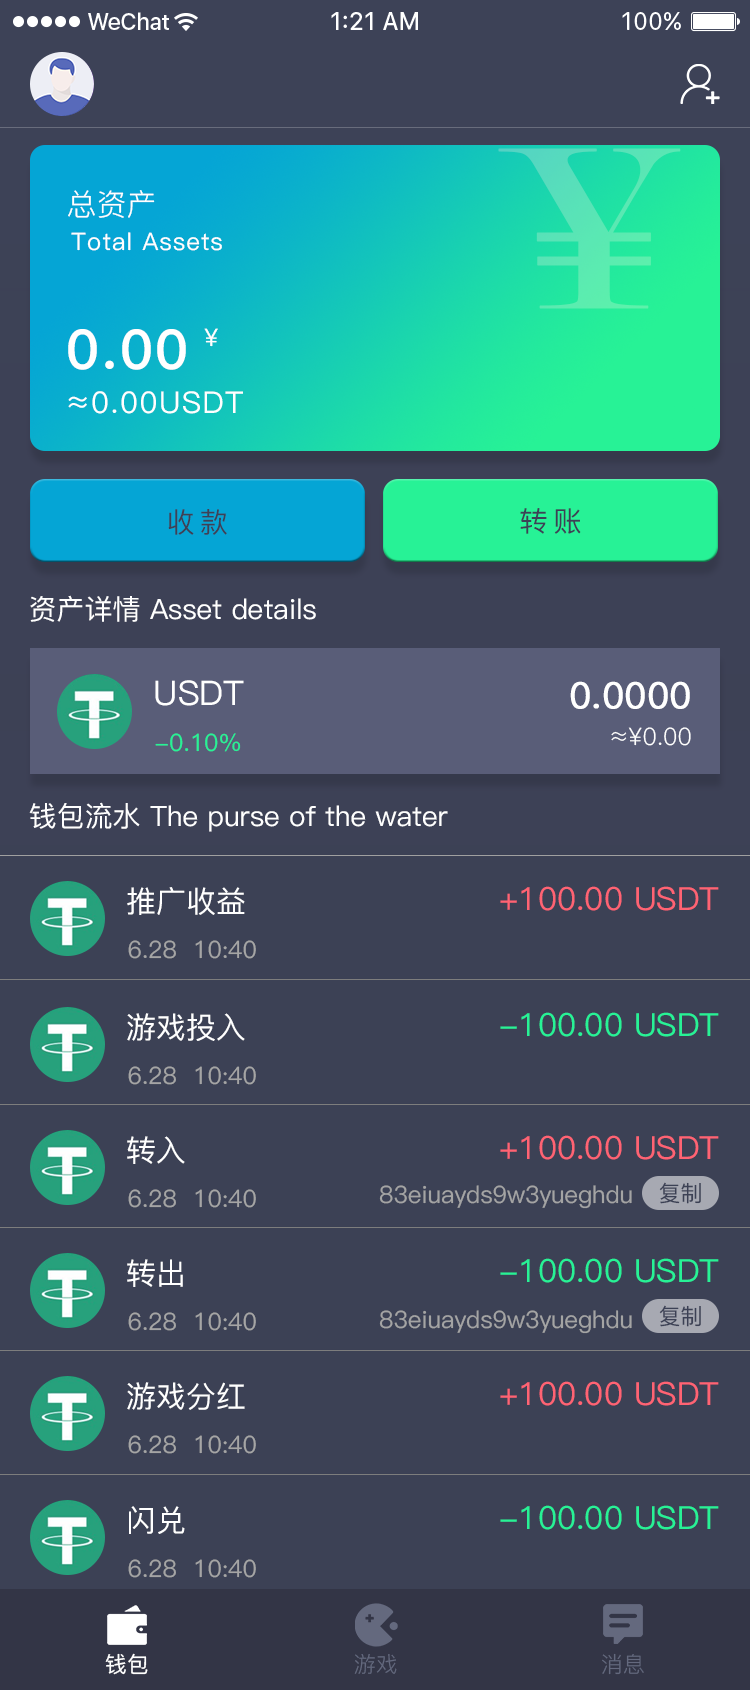 ●●●●● WeChat 1:21 AM 100%
总资产
Total Assets
¥
0.00 ¥
≈0.00USDT
收款 转账
资产详情 Asset details
USDT 0.0000
-0.10% ≈¥0.00
钱包流水 The purse of the water
推广收益 +100.00 USDT
6.28 10:40
游戏投入 -100.00 USDT
6.28 10:40
转入 +100.00 USDT
6.28 10:40 83eiuayds9w3yueghdu 复制
转出 -100.00 USDT
6.28 10:40 83eiuayds9w3yueghdu 复制
游戏分红 +100.00 USDT
6.28 10:40
闪兑 -100.00 USDT
6.28 10:40
钱包 游戏 消息